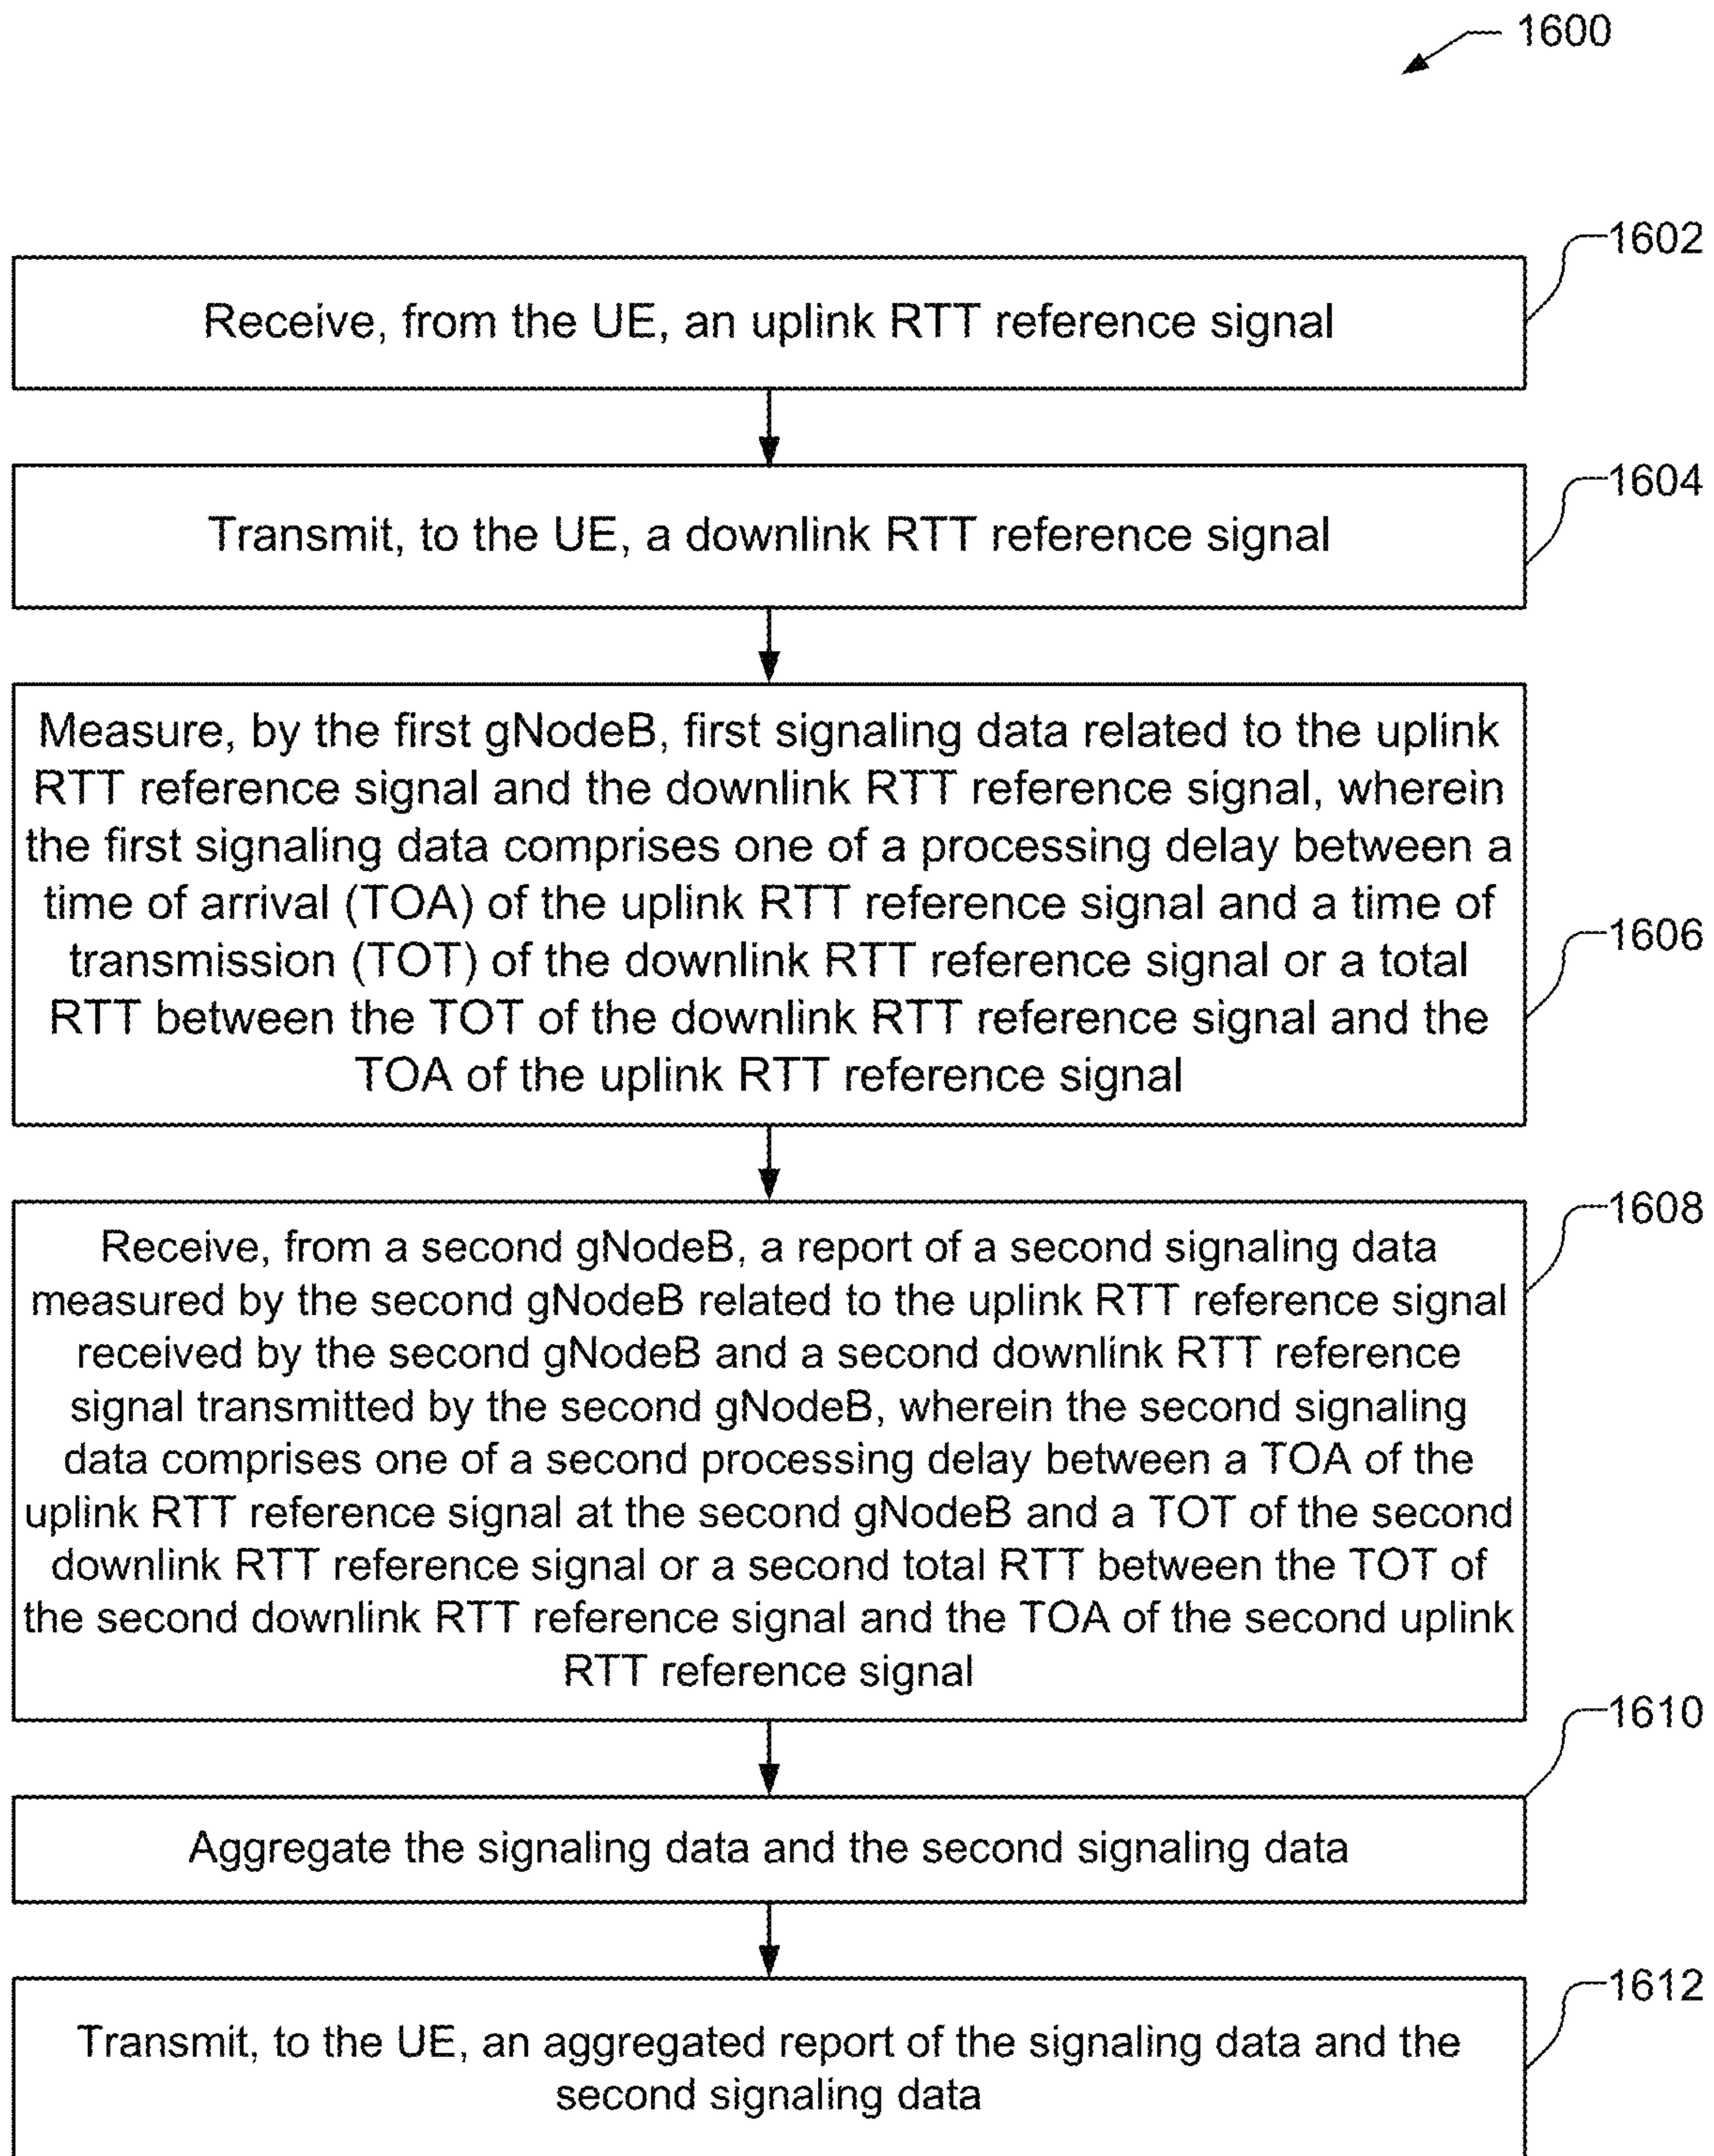 1600
1602
Receive, from the UE, an uplink RTT reference signal
1604
Transmit, to the UE, a downlink RTT reference signal
Measure, by the first gNodeB, first signaling data related to the uplink
RTT reference signal and the downlink RTT reference signal, wherein
the first signaling data comprises one of a processing delay between a
time of arrival (TOA) of the uplink RTT reference signal and a time of
transmission (TOT) of the downlink RTT reference signal or a total
RTT between the TOT of the downlink RTT reference signal and the
TOA of the uplink RTT reference signal
1606
1608
Receive, from a second gNodeB, a report of a second signaling data
measured by the second gNodeB related to the uplink RTT reference signal
received by the second gNodeB and a second downlink RTT reference
signal transmitted by the second gNodeB, wherein the second signaling
data comprises one of a second processing delay between a TOA of the
uplink RTT reference signal at the second gNodeB and a TOT of the second
downlink RTT reference signal or a second total RTT between the TOT of
the second downlink RTT reference signal and the TOA of the second uplink
RTT reference signal
1610
Aggregate the signaling data and the second signaling data
1612
Transmit, to the UE, an aggregated report of the signaling data and the
second signaling data